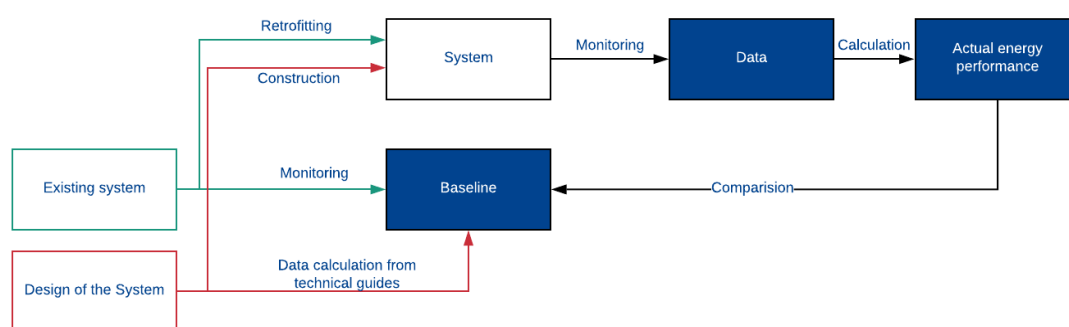 Retrofitting
Construction
System
Monitoring
Data
Calculation
Actual energy
performance
Existing system
Monitoring
Baseline
Comparision
Design of the System
Data calculation from
technical guides